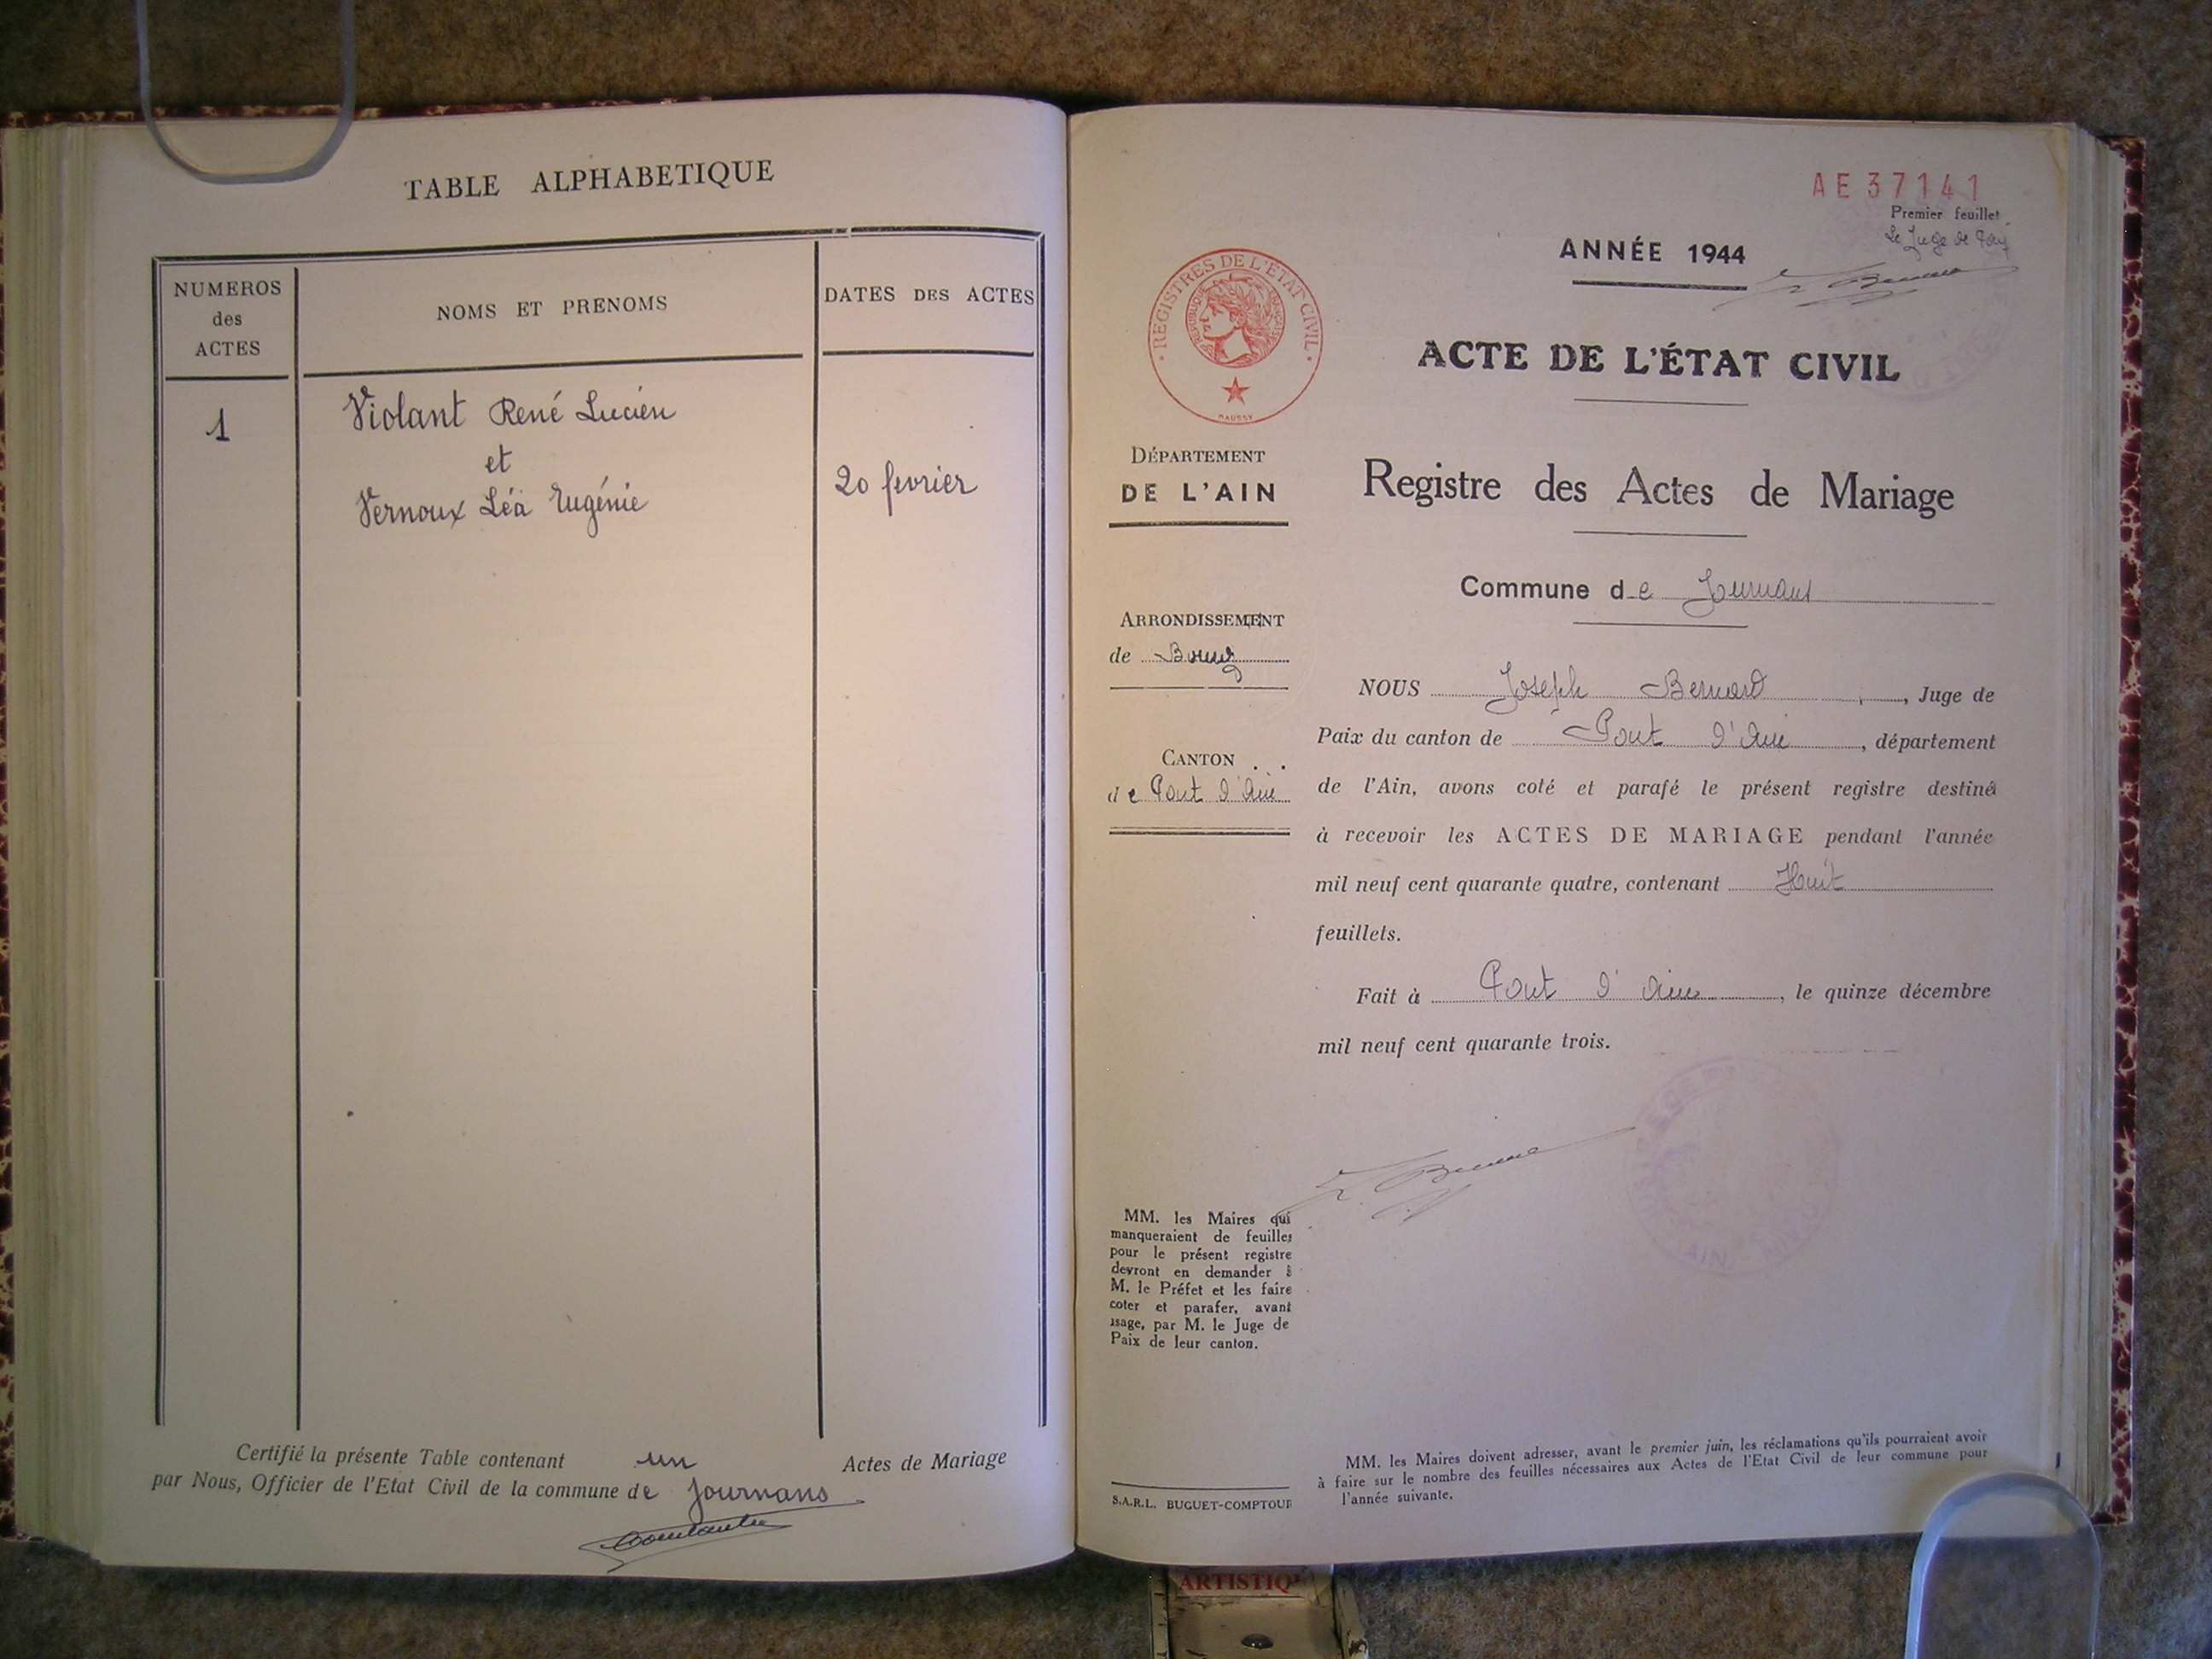 TABLE ALPHABETIQUE
NUMEROS
des
ACTES
NOMS ET PRENOMS
DATES DES ACTES
1
Violant René Lucien
et
Vernoux Léa Eugénie
20 fevrier
Certifié la présente Table contenant un Actes de Mariage
par Nous, Officier de l'Etat Civil de la commune de Journans
AE37141
Premier feuillet
Le Juge de Paix
ANNÉE 1944
REGISTRES DE L'ÉTAT CIVIL
RÉPUBLIQUE FRANÇAISE
ACTE DE L'ÉTAT CIVIL
DÉPARTEMENT
DE L'AIN
Registre des Actes de Mariage
Commune de Journans
ARRONDISSEMENT
de Bourg
CANTON
de Pont d'Ain
NOUS Joseph Bernard, Juge de
Paix du canton de Pont d'Ain, département
de l'Ain, avons coté et parafé le présent registre destiné
à recevoir les ACTES DE MARIAGE pendant l'année
mil neuf cent quarante quatre, contenant Huit
feuillets.
Fait à Pont d'Ain, le quinze décembre
mil neuf cent quarante trois.
AIN
MM. les Maires qui
manqueraient de feuilles
pour le présent registre
devront en demander à
M. le Préfet et les faire
coter et parafer, avant
usage, par M. le Juge de
Paix de leur canton.
S.A.R.L. BUGUET-COMPTOUR
MM. les Maires doivent adresser, avant le premier juin, les réclamations qu'ils pourraient avoir
à faire sur le nombre des feuilles nécessaires aux Actes de l'Etat Civil de leur commune pour
l'année suivante.
ARTISTIQU